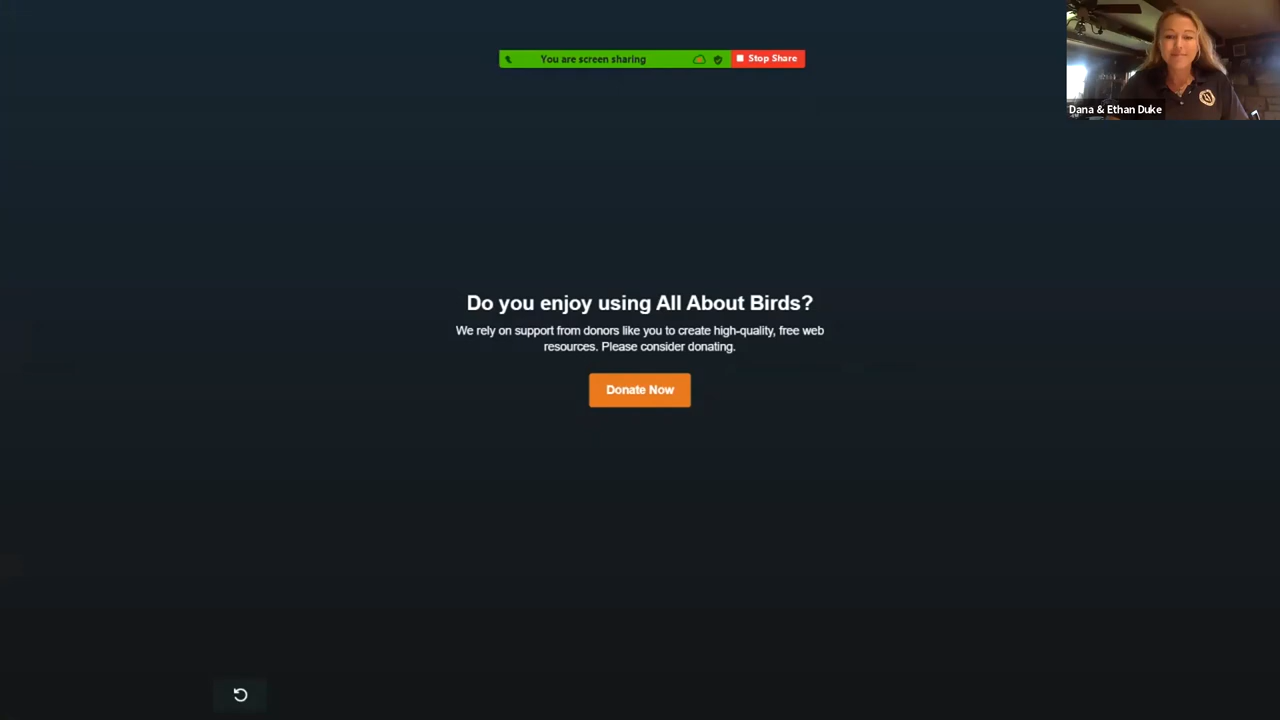 You are screen sharing
Stop Share
Dana & Ethan Duke
Do you enjoy using All About Birds?
We rely on support from donors like you to create high-quality, free web
resources. Please consider donating.
Donate Now